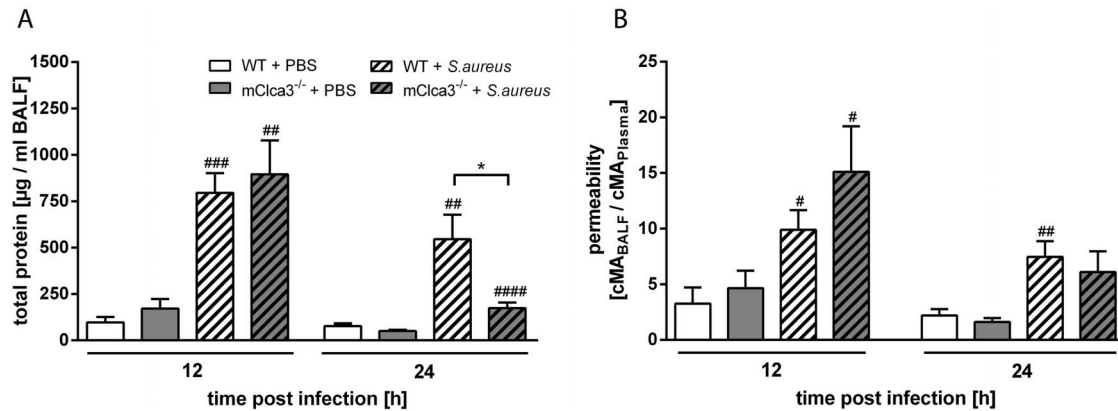 A
total protein [µg / ml BALF]
1500
1250
1000
750
500
250
0
WT + PBS
WT + S.aureus
mClca3-/- + PBS
mClca3-/- + S.aureus
###
##
##
*
####
12
24
time post infection [h]
B
permeability
[cMABALF / cMAPlasma]
25
20
15
10
5
0
#
#
##
12
24
time post infection [h]